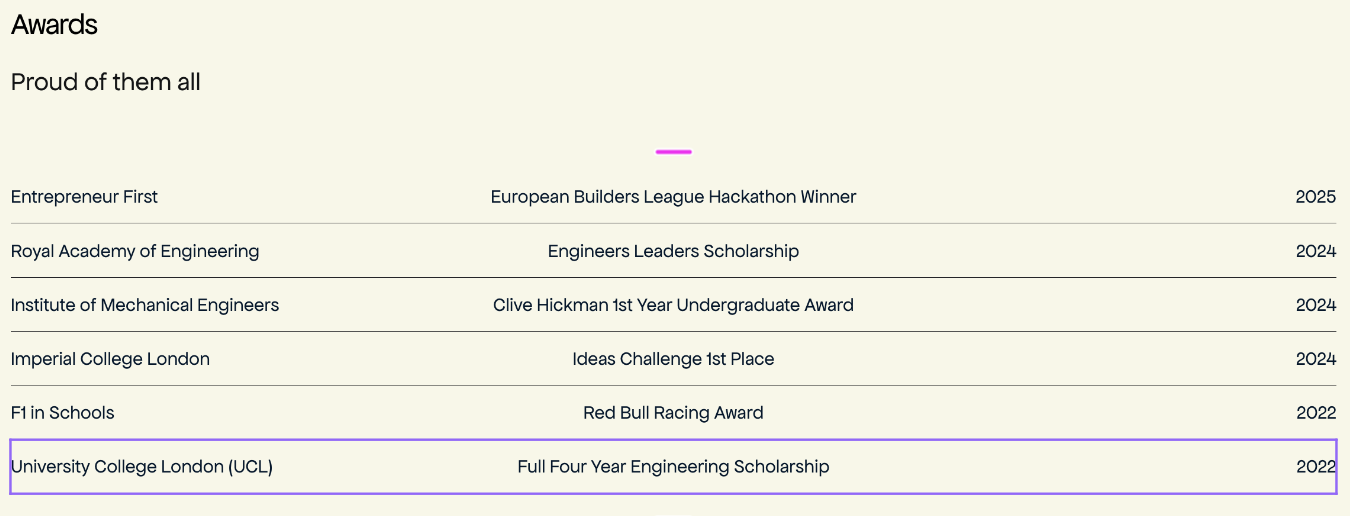 Awards
Proud of them all
Entrepreneur First European Builders League Hackathon Winner 2025
Royal Academy of Engineering Engineers Leaders Scholarship 2024
Institute of Mechanical Engineers Clive Hickman 1st Year Undergraduate Award 2024
Imperial College London Ideas Challenge 1st Place 2024
F1 in Schools Red Bull Racing Award 2022
University College London (UCL) Full Four Year Engineering Scholarship 2022